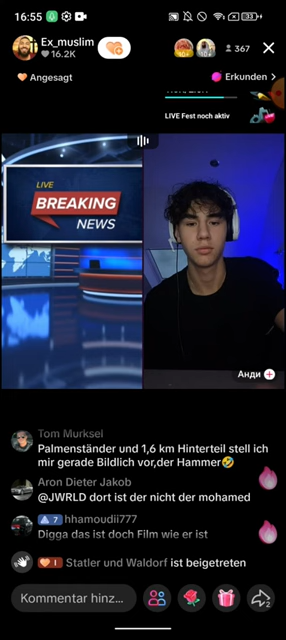 16:55
Ex_muslim
16.2K
30+
10+
367
Angesagt
Erkunden
LIVE Fest noch aktiv
LIVE
BREAKING
NEWS
Анди
Tom Murksel
Palmenständer und 1,6 km Hinterteil stell ich
mir gerade Bildlich vor,der Hammer🤣
Aron Dieter Jakob
@JWRLD dort ist der nicht der mohamed
7 hhamoudii777
Digga das ist doch Film wie er ist
1 Statler und Waldorf ist beigetreten
Kommentar hinz...
2